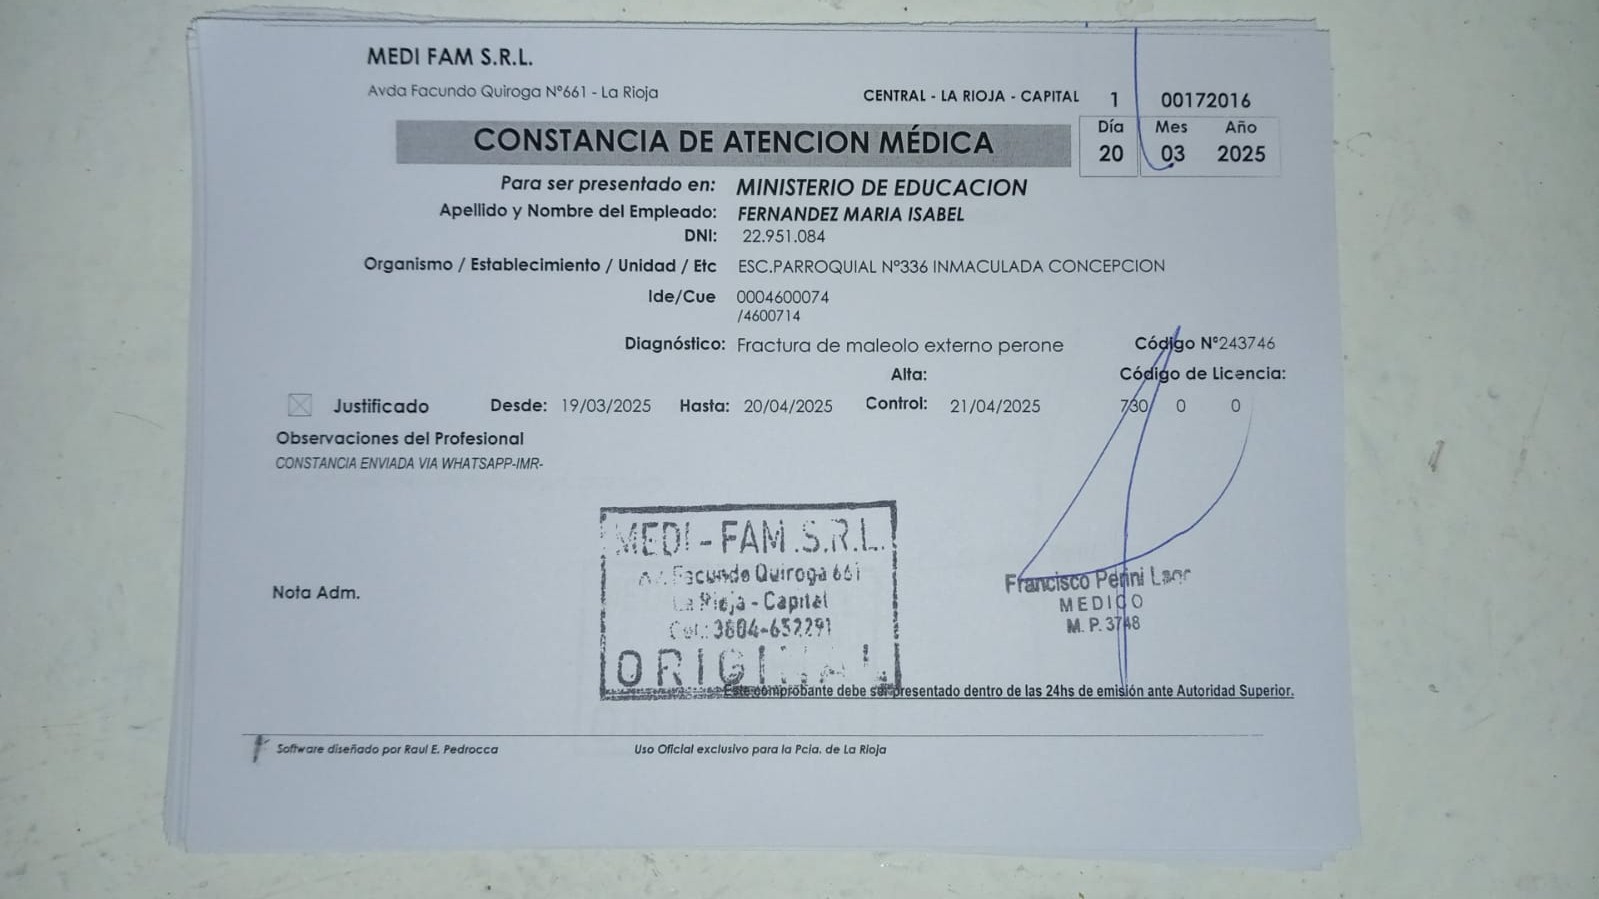 MEDI FAM S.R.L.
Avda Facundo Quiroga N°661 - La Rioja
CENTRAL - LA RIOJA - CAPITAL 1 00172016
CONSTANCIA DE ATENCION MÉDICA
Día Mes Año
20 03 2025
Para ser presentado en: MINISTERIO DE EDUCACION
Apellido y Nombre del Empleado: FERNANDEZ MARIA ISABEL
DNI: 22.951.084
Organismo / Establecimiento / Unidad / Etc ESC.PARROQUIAL N°336 INMACULADA CONCEPCION
Ide/Cue 0004600074
/4600714
Diagnóstico: Fractura de maleolo externo perone Código N°243746
Alta: Código de Licencia:
Justificado Desde: 19/03/2025 Hasta: 20/04/2025 Control: 21/04/2025 730 0 0
Observaciones del Profesional
CONSTANCIA ENVIADA VIA WHATSAPP-IMR-
MEDI-FAM.S.R.L.
Av. Facundo Quiroga 661
La Rioja - Capital
Cel.: 3804-652291
ORIGINAL
Nota Adm.
Francisco Perini
MEDICO
M. P. 3748
Este comprobante debe ser presentado dentro de las 24hs de emisión ante Autoridad Superior.
Software diseñado por Raul E. Pedrocca
Uso Oficial exclusivo para la Pcia. de La Rioja